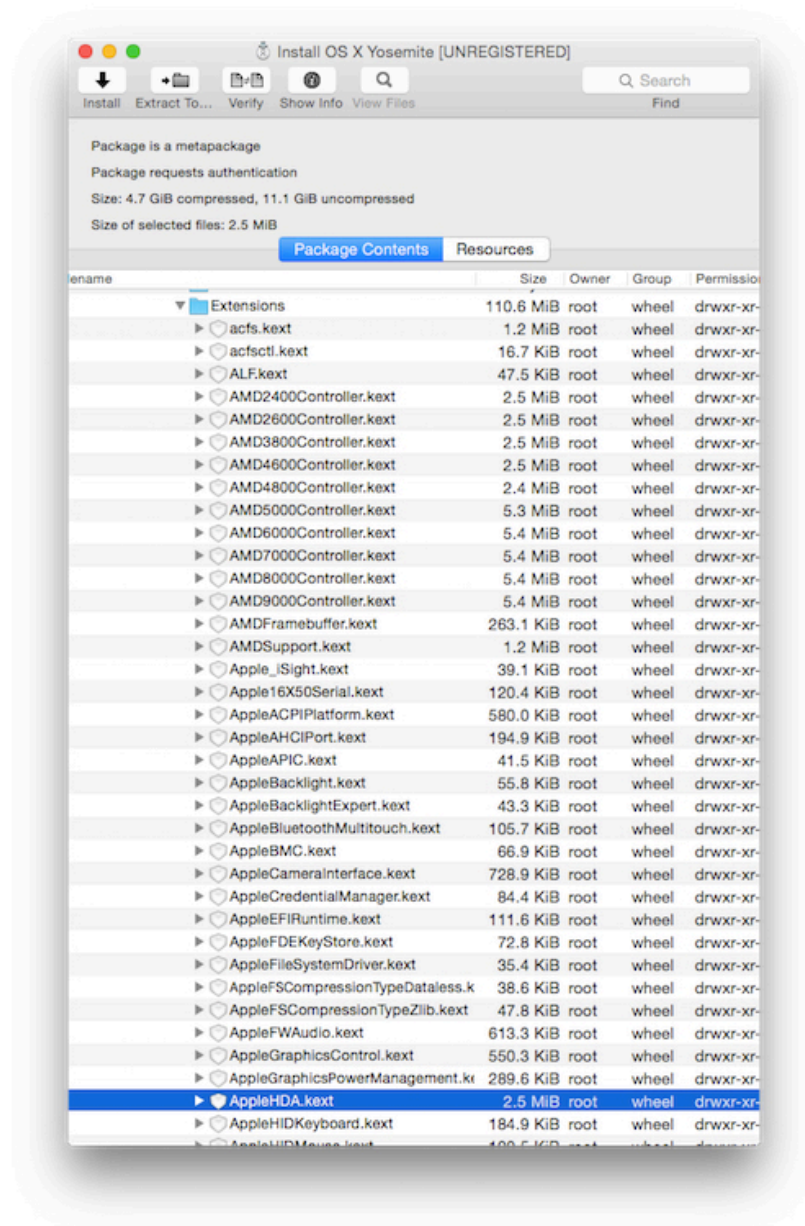 Install OS X Yosemite [UNREGISTERED]
Install Extract To... Verify Show Info View Files Search
Find
Package is a metapackage
Package requests authentication
Size: 4.7 GiB compressed, 11.1 GiB uncompressed
Size of selected files: 2.5 MiB
Package Contents Resources
ename Size Owner Group Permissio
Extensions 110.6 MiB root wheel drwxr-xr-
acfs.kext 1.2 MiB root wheel drwxr-xr-
acfsctl.kext 16.7 KiB root wheel drwxr-xr-
ALF.kext 47.5 KiB root wheel drwxr-xr-
AMD2400Controller.kext 2.5 MiB root wheel drwxr-xr-
AMD2600Controller.kext 2.5 MiB root wheel drwxr-xr-
AMD3800Controller.kext 2.5 MiB root wheel drwxr-xr-
AMD4600Controller.kext 2.5 MiB root wheel drwxr-xr-
AMD4800Controller.kext 2.4 MiB root wheel drwxr-xr-
AMD5000Controller.kext 5.3 MiB root wheel drwxr-xr-
AMD6000Controller.kext 5.4 MiB root wheel drwxr-xr-
AMD7000Controller.kext 5.4 MiB root wheel drwxr-xr-
AMD8000Controller.kext 5.4 MiB root wheel drwxr-xr-
AMD9000Controller.kext 5.4 MiB root wheel drwxr-xr-
AMDFramebuffer.kext 263.1 KiB root wheel drwxr-xr-
AMDSupport.kext 1.2 MiB root wheel drwxr-xr-
Apple_iSight.kext 39.1 KiB root wheel drwxr-xr-
Apple16X50Serial.kext 120.4 KiB root wheel drwxr-xr-
AppleACPIPlatform.kext 580.0 KiB root wheel drwxr-xr-
AppleAHCIPort.kext 194.9 KiB root wheel drwxr-xr-
AppleAPIC.kext 41.5 KiB root wheel drwxr-xr-
AppleBacklight.kext 55.8 KiB root wheel drwxr-xr-
AppleBacklightExpert.kext 43.3 KiB root wheel drwxr-xr-
AppleBluetoothMultitouch.kext 105.7 KiB root wheel drwxr-xr-
AppleBMC.kext 66.9 KiB root wheel drwxr-xr-
AppleCameraInterface.kext 728.9 KiB root wheel drwxr-xr-
AppleCredentialManager.kext 84.4 KiB root wheel drwxr-xr-
AppleEFIRuntime.kext 111.6 KiB root wheel drwxr-xr-
AppleFDEKeyStore.kext 72.8 KiB root wheel drwxr-xr-
AppleFileSystemDriver.kext 35.4 KiB root wheel drwxr-xr-
AppleFSCompressionTypeDataless.k 38.6 KiB root wheel drwxr-xr-
AppleFSCompressionTypeZlib.kext 47.8 KiB root wheel drwxr-xr-
AppleFWAudio.kext 613.3 KiB root wheel drwxr-xr-
AppleGraphicsControl.kext 550.3 KiB root wheel drwxr-xr-
AppleGraphicsPowerManagement.ke 289.6 KiB root wheel drwxr-xr-
AppleHDA.kext 2.5 MiB root wheel drwxr-xr-
AppleHIDKeyboard.kext 184.9 KiB root wheel drwxr-xr-
AppleHIDMouse.kext